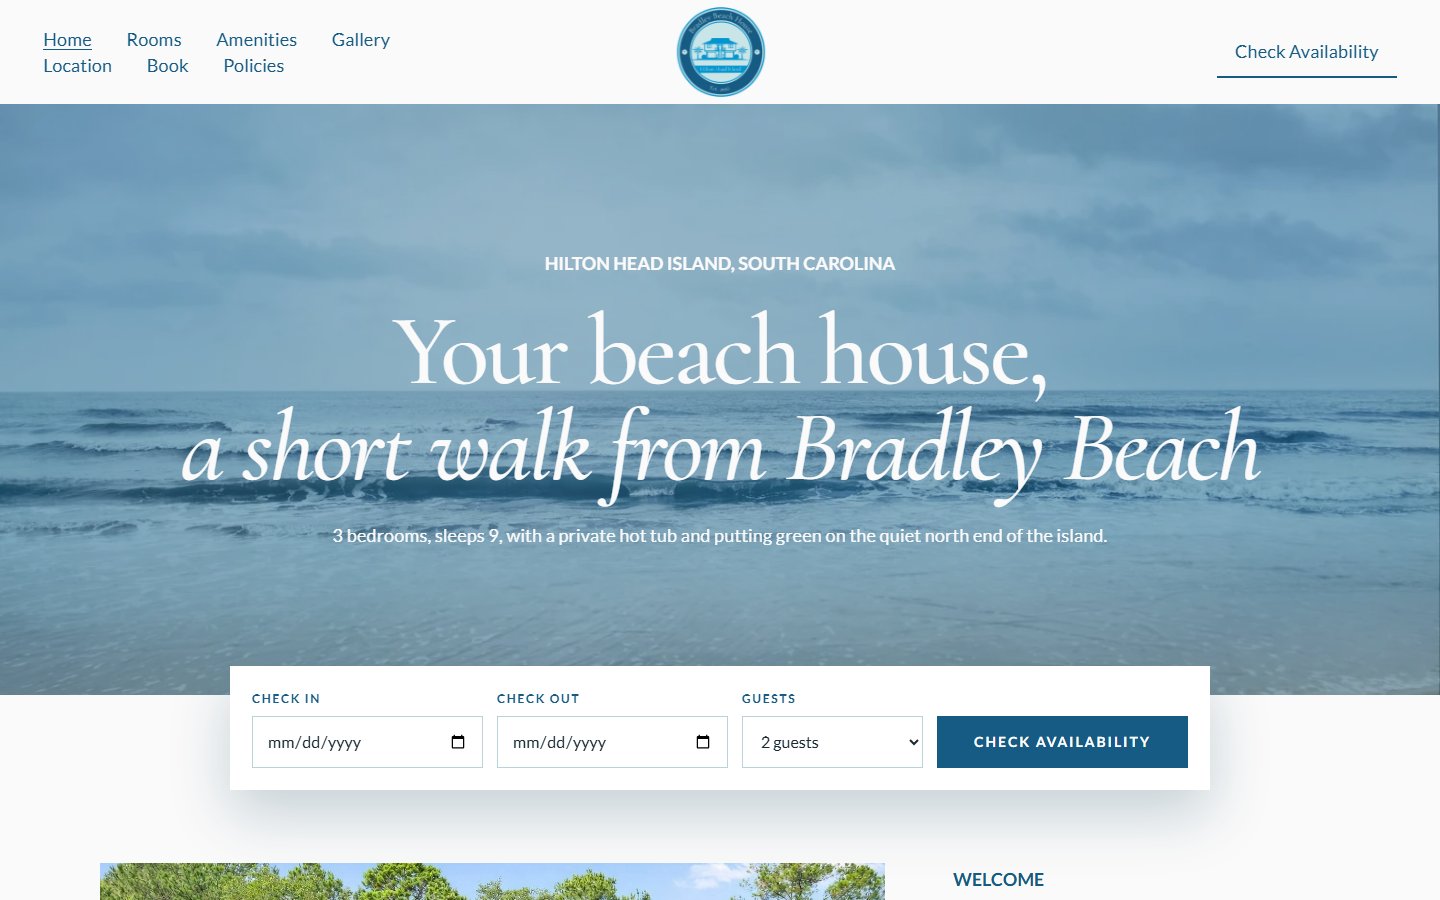 Home Rooms Amenities Gallery
Location Book Policies
Bradley Beach House
Check Availability
HILTON HEAD ISLAND, SOUTH CAROLINA
Your beach house,
a short walk from Bradley Beach
3 bedrooms, sleeps 9, with a private hot tub and putting green on the quiet north end of the island.
CHECK IN CHECK OUT GUESTS
mm/dd/yyyy mm/dd/yyyy 2 guests CHECK AVAILABILITY
WELCOME